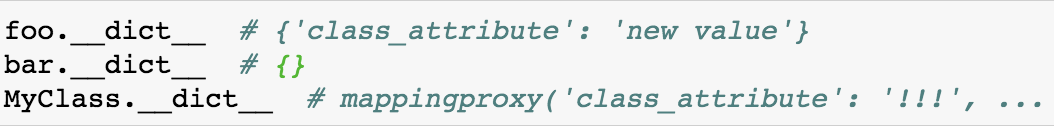 foo.__dict__  # {'class_attribute': 'new value'}
bar.__dict__  # {}
MyClass.__dict__  # mappingproxy('class_attribute': '!!!', ...